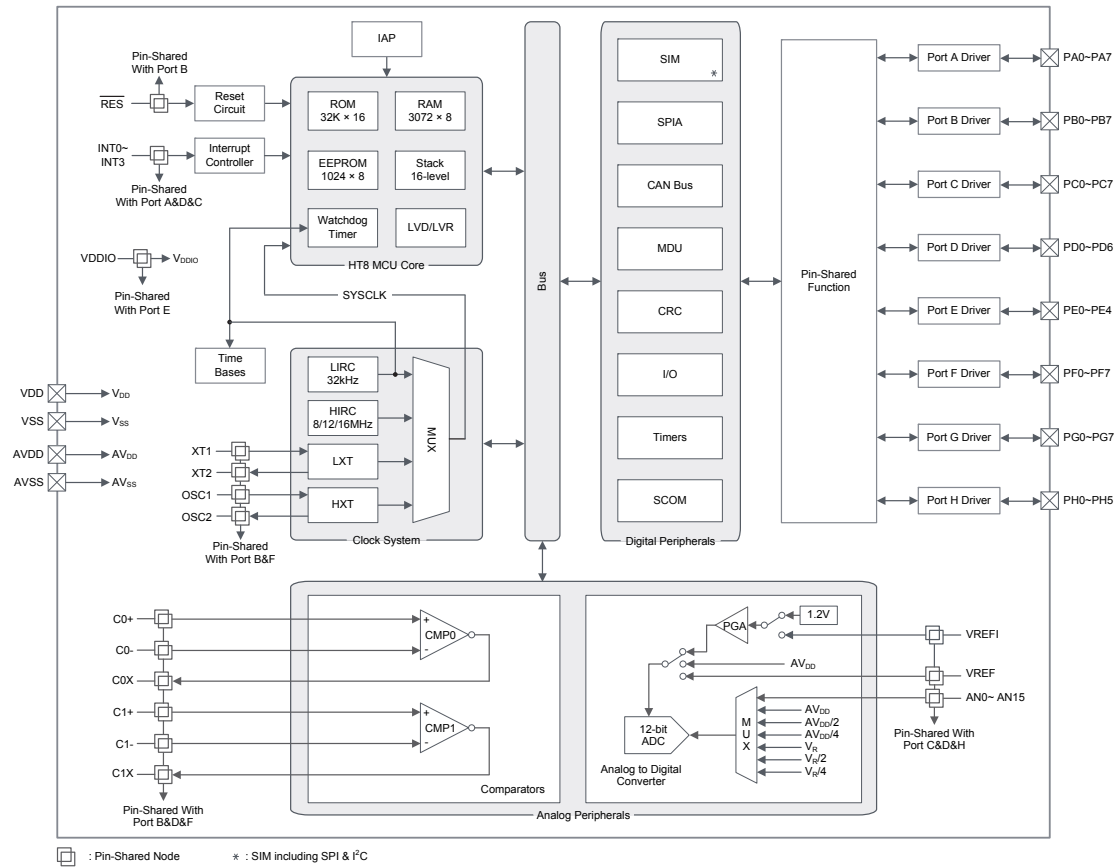 IAP
Pin-Shared
With Port B
RES
Reset
Circuit
INT0~
INT3
Interrupt
Controller
Pin-Shared
With Port A&D&C
ROM
32K × 16
RAM
3072 × 8
EEPROM
1024 × 8
Stack
16-level
Watchdog
Timer
LVD/LVR
HT8 MCU Core
VDDIO
VDDIO
Pin-Shared
With Port E
SYSCLK
Time
Bases
LIRC
32kHz
HIRC
8/12/16MHz
LXT
HXT
MUX
Clock System
VDD
VDD
VSS
VSS
AVDD
AVDD
AVSS
AVSS
XT1
XT2
OSC1
OSC2
Pin-Shared
With Port B&F
Bus
SIM
*
SPIA
CAN Bus
MDU
CRC
I/O
Timers
SCOM
Digital Peripherals
Pin-Shared
Function
Port A Driver
PA0~PA7
Port B Driver
PB0~PB7
Port C Driver
PC0~PC7
Port D Driver
PD0~PD6
Port E Driver
PE0~PE4
Port F Driver
PF0~PF7
Port G Driver
PG0~PG7
Port H Driver
PH0~PH5
C0+
C0-
C0X
C1+
C1-
C1X
Pin-Shared With
Port B&D&F
+
CMP0
-
+
CMP1
-
Comparators
1.2V
PGA
AVDD
12-bit
ADC
Analog to Digital
Converter
MUX
AVDD
AVDD/2
AVDD/4
VR
VR/2
VR/4
VREFI
VREF
AN0~ AN15
Pin-Shared With
Port C&D&H
Analog Peripherals
: Pin-Shared Node
* : SIM including SPI & I²C